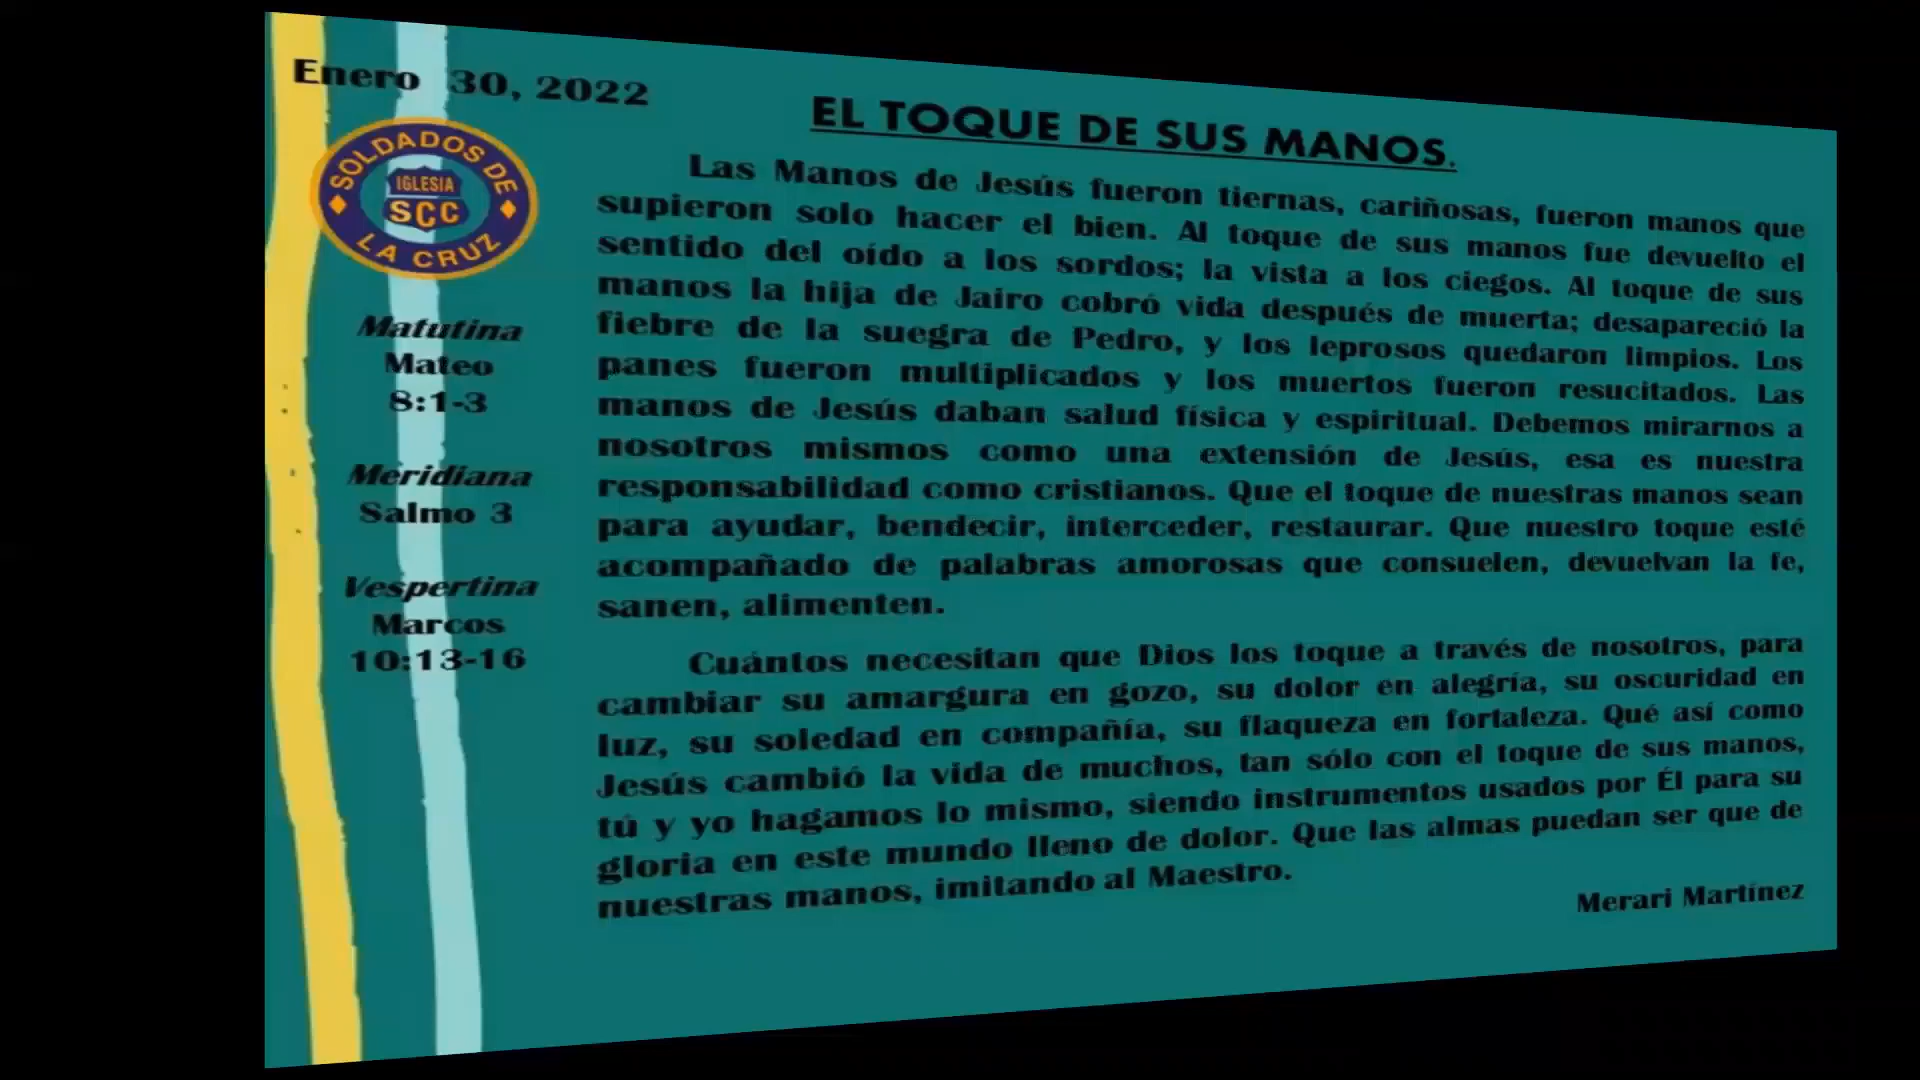 Enero 30, 2022
SOLDADOS DE
IGLESIA
SCC
LA CRUZ
Matutina
Mateo
8:1-3
Meridiana
Salmo 3
Vespertina
Marcos
10:13-16
EL TOQUE DE SUS MANOS.
Las Manos de Jesús fueron tiernas, cariñosas, fueron manos que
supieron solo hacer el bien. Al toque de sus manos fue devuelto el
sentido del oído a los sordos; la vista a los ciegos. Al toque de sus
manos la hija de Jairo cobró vida después de muerta; desapareció la
fiebre de la suegra de Pedro, y los leprosos quedaron limpios. Los
panes fueron multiplicados y los muertos fueron resucitados. Las
manos de Jesús daban salud física y espiritual. Debemos mirarnos a
nosotros mismos como una extensión de Jesús, esa es nuestra
responsabilidad como cristianos. Que el toque de nuestras manos sean
para ayudar, bendecir, interceder, restaurar. Que nuestro toque esté
acompañado de palabras amorosas que consuelen, devuelvan la fe,
sanen, alimenten.
Cuántos necesitan que Dios los toque a través de nosotros, para
cambiar su amargura en gozo, su dolor en alegría, su oscuridad en
luz, su soledad en compañía, su flaqueza en fortaleza. Qué así como
Jesús cambió la vida de muchos, tan sólo con el toque de sus manos,
tú y yo hagamos lo mismo, siendo instrumentos usados por Él para su
gloria en este mundo lleno de dolor. Que las almas puedan ser que de
nuestras manos, imitando al Maestro.
Merari Martínez